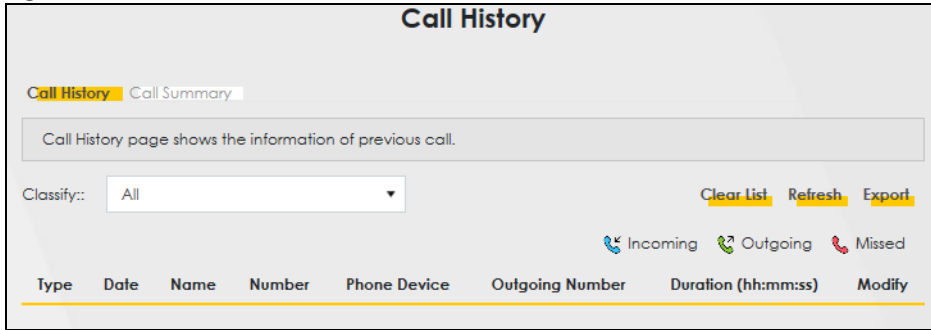 Call History
Call History Call Summary
Call History page shows the information of previous call.
Classify:: All Clear List Refresh Export
Incoming Outgoing Missed
Type Date Name Number Phone Device Outgoing Number Duration (hh:mm:ss) Modify